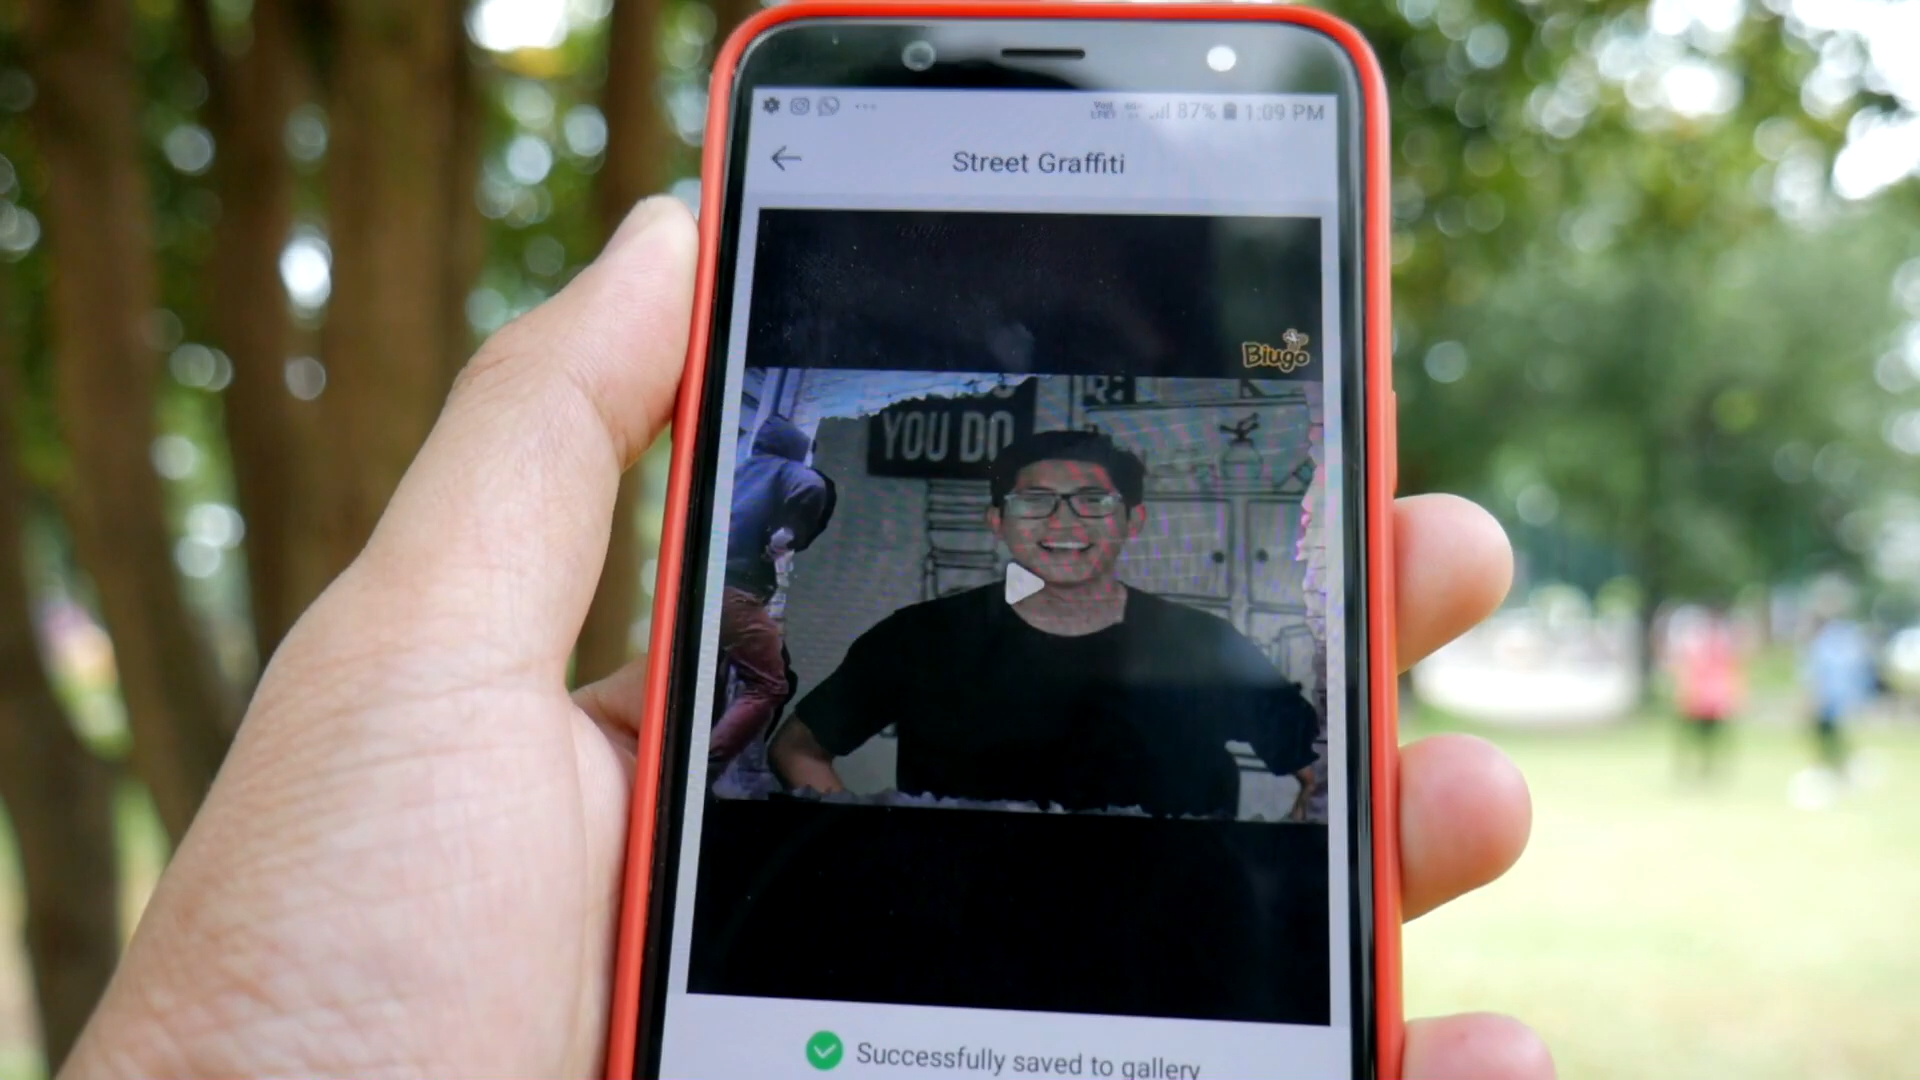 87% 1:09 PM
Street Graffiti
Biugo
YOU DO
Successfully saved to gallery